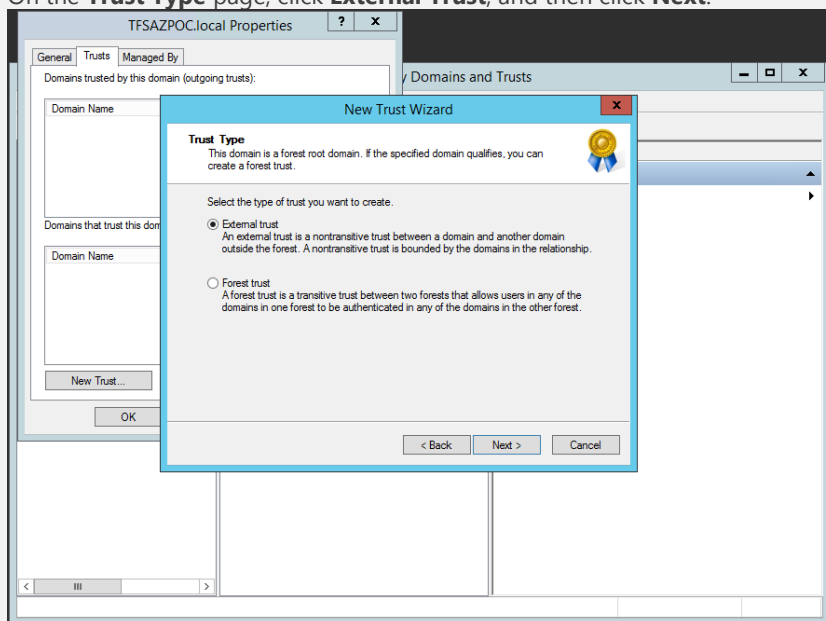 On the Trust Type page, click External Trust, and then click Next.
TFSAZPOC.local Properties
? x
General Trusts Managed By
Domains trusted by this domain (outgoing trusts):
Domain Name
Domains that trust this dom
Domain Name
New Trust...
OK
Domains and Trusts
x
New Trust Wizard
x
Trust Type
This domain is a forest root domain. If the specified domain qualifies, you can
create a forest trust.
Select the type of trust you want to create.
External trust
An external trust is a nontransitive trust between a domain and another domain
outside the forest. A nontransitive trust is bounded by the domains in the relationship.
Forest trust
A forest trust is a transitive trust between two forests that allows users in any of the
domains in one forest to be authenticated in any of the domains in the other forest.
< Back Next > Cancel